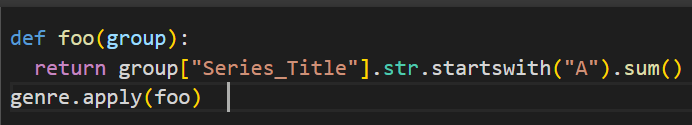 def foo(group):
  return group["Series_Title"].str.startswith("A").sum()
genre.apply(foo)